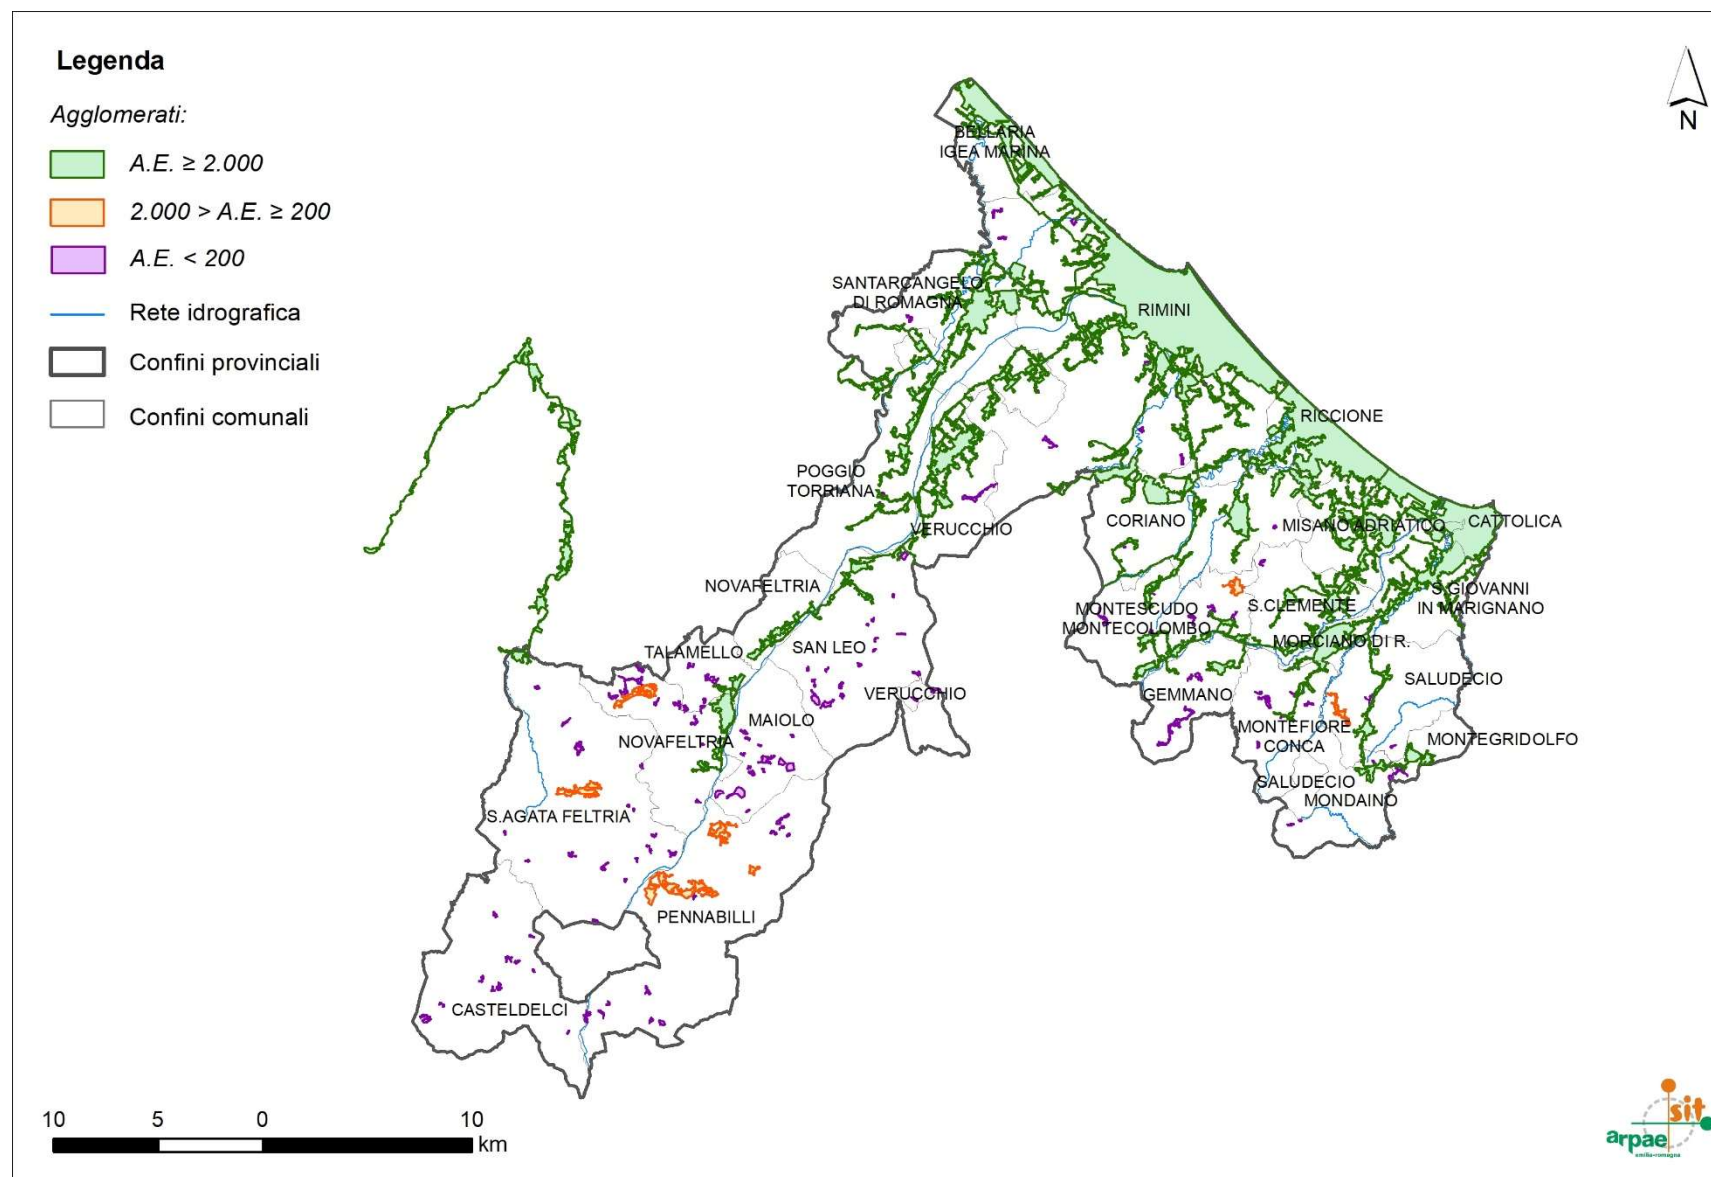 Legenda
Agglomerati:
A.E. ≥ 2.000
2.000 > A.E. ≥ 200
A.E. < 200
Rete idrografica
Confini provinciali
Confini comunali
N
BELLARIA
IGEA MARINA
SANTARCANGELO
DI ROMAGNA
RIMINI
RICCIONE
POGGIO
TORRIANA
VERUCCHIO
CORIANO
MISANO ADRIATICO
CATTOLICA
NOVAFELTRIA
MONTESCUDO
MONTECOLOMBO
S.CLEMENTE
S.GIOVANNI
IN MARIGNANO
TALAMELLO
SAN LEO
MORCIANO DI R.
VERUCCHIO
GEMMANO
SALUDECIO
MAIOLO
NOVAFELTRIA
MONTEFIORE
CONCA
MONTEGRIDOLFO
SALUDECIO
MONDAINO
S.AGATA FELTRIA
PENNABILLI
CASTELDELCI
10 5 0 10
km
sit
arpae
emilia-romagna